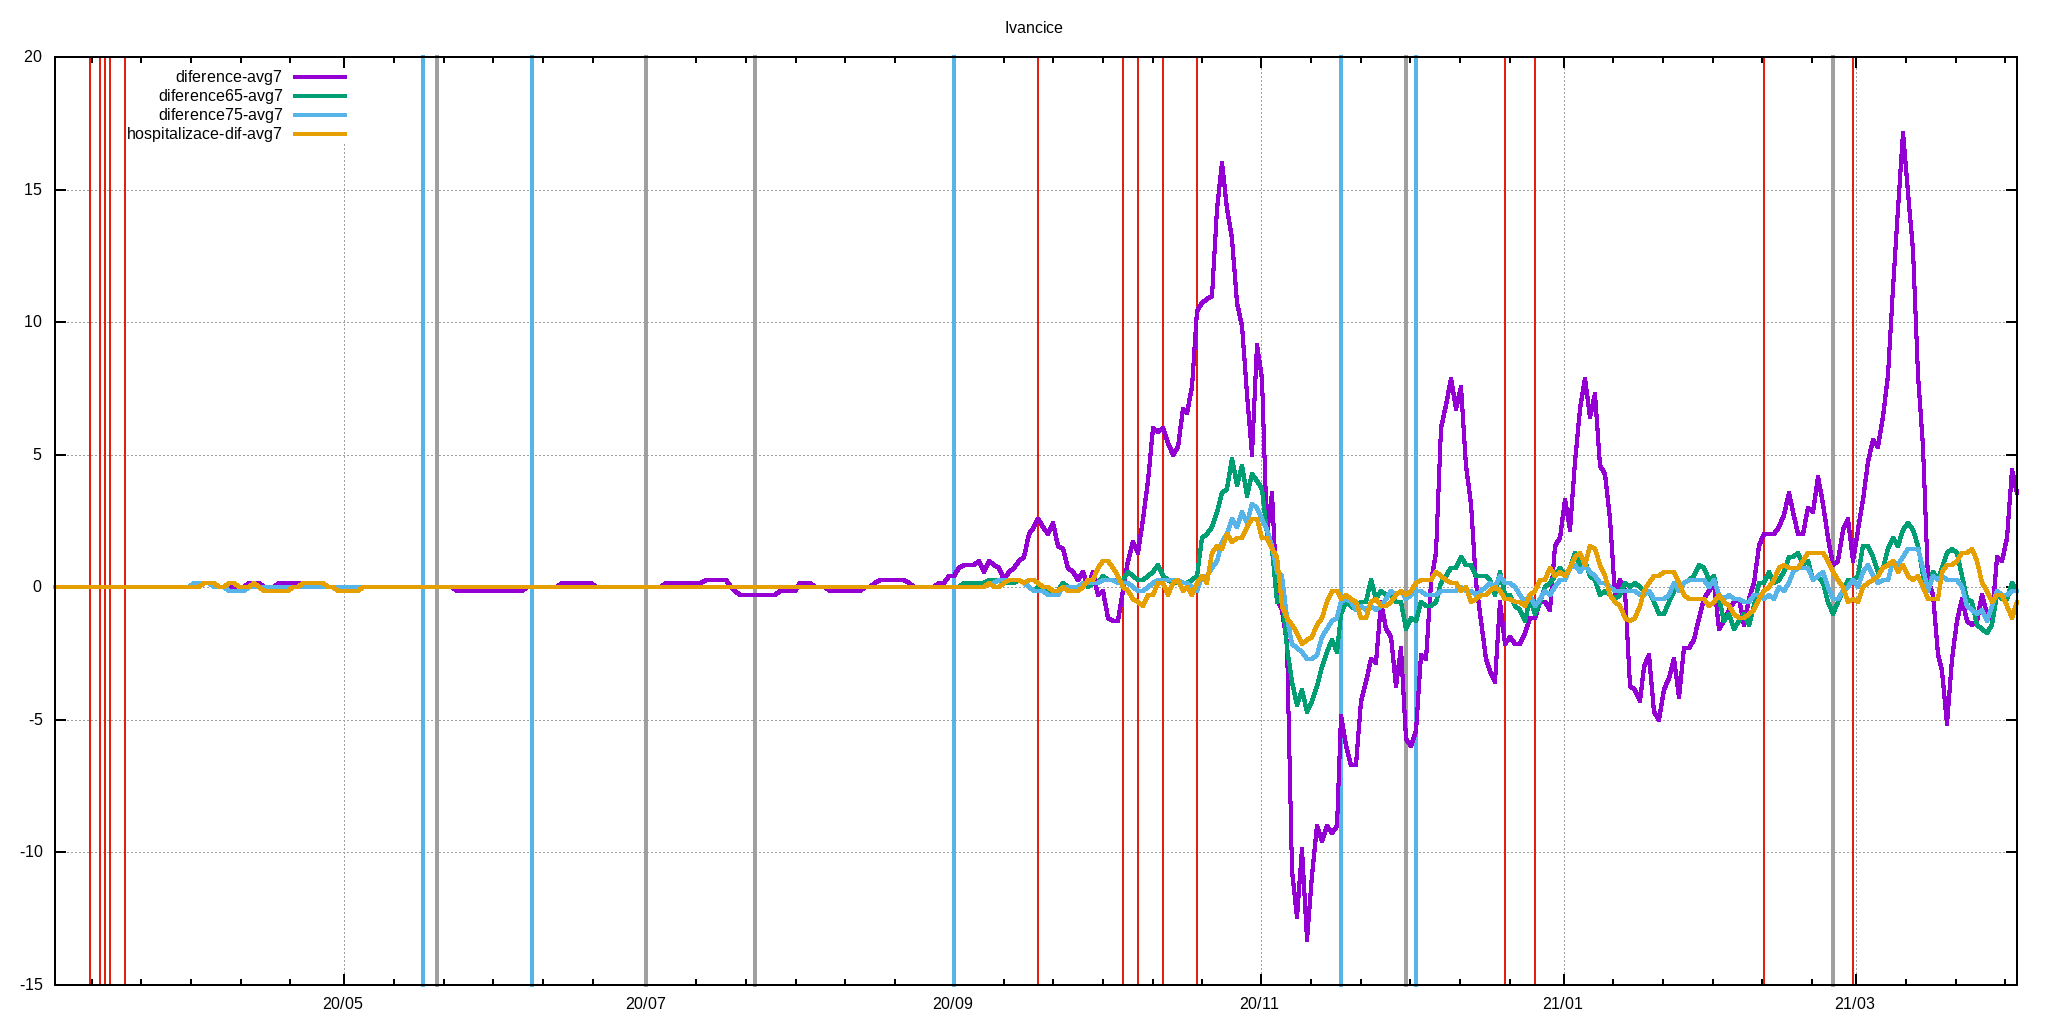 Ivancice
20
diference-avg7
diference65-avg7
diference75-avg7
hospitalizace-dif-avg7
15
10
5
0
-5
-10
-15
20/05 20/07 20/09 20/11 21/01 21/03